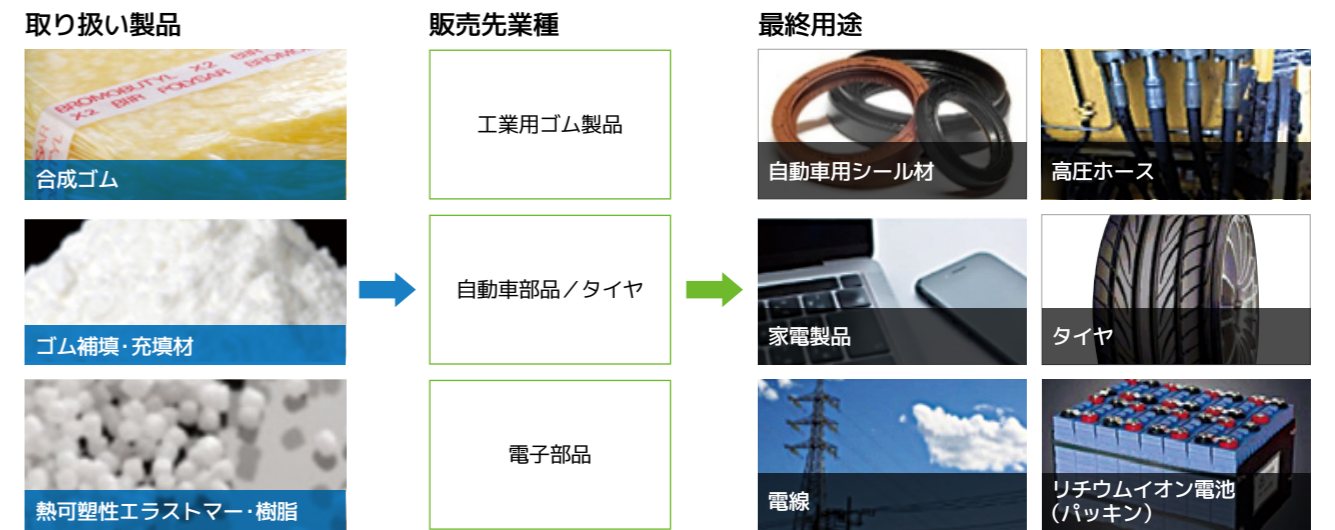 取り扱い製品
販売先業種
最終用途
BROMOBUTYL X2 BIIR POLYSAR BROMO
X2 BIIR
合成ゴム
工業用ゴム製品
自動車用シール材
高圧ホース
ゴム補填・充填材
自動車部品／タイヤ
家電製品
タイヤ
熱可塑性エラストマー・樹脂
電子部品
電線
リチウムイオン電池
（パッキン）